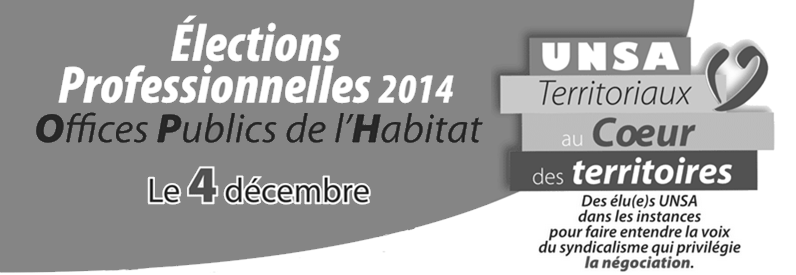 Élections
Professionnelles 2014
Offices Publics de l'Habitat
Le 4 décembre
UNSA
Territoriaux
au Coeur
des territoires
Des élu(e)s UNSA
dans les instances
pour faire entendre la voix
du syndicalisme qui privilégie
la négociation.